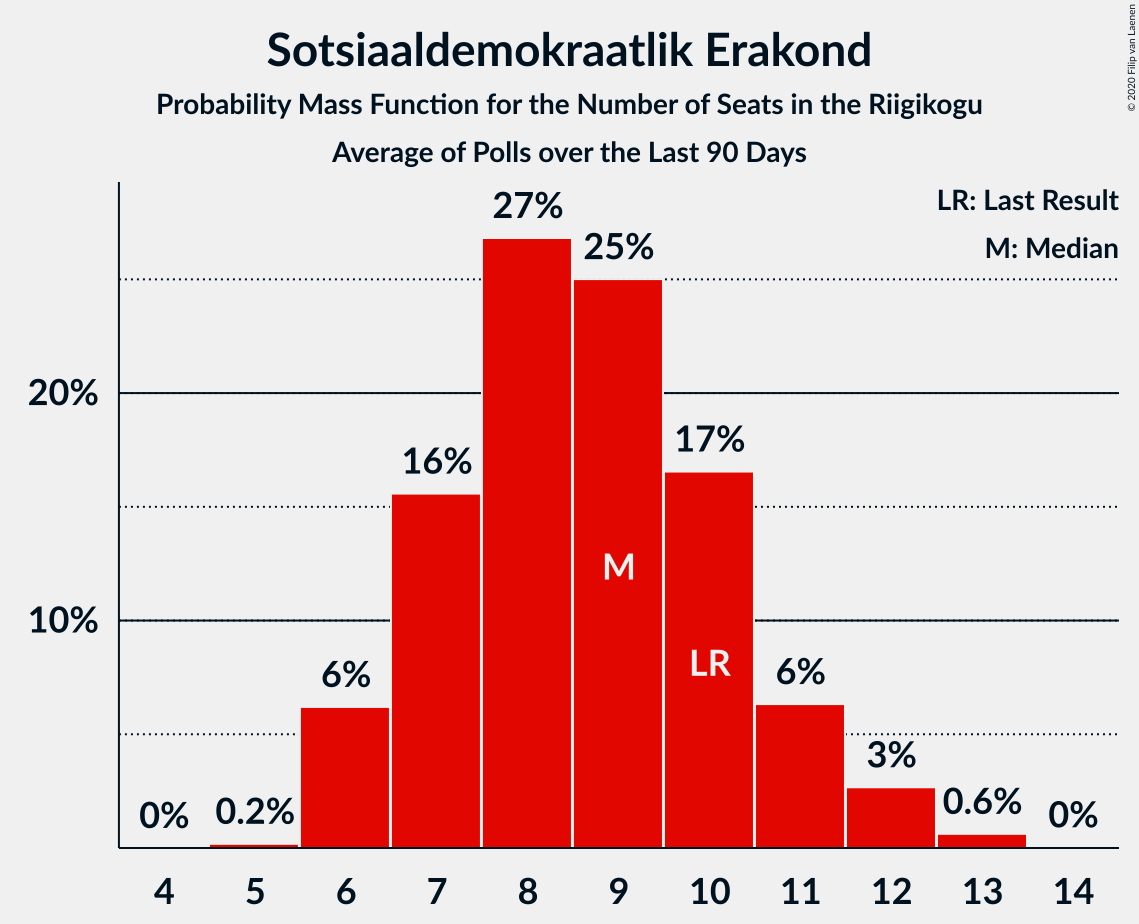 Sotsiaaldemokraatlik Erakond
Probability Mass Function for the Number of Seats in the Riigikogu
Average of Polls over the Last 90 Days
© 2020 Filip van Laenen
LR: Last Result
M: Median
27%
25%
20%
17%
16%
M
10%
LR
6%
6%
3%
0%
0.2%
0.6%
0%
4 5 6 7 8 9 10 11 12 13 14